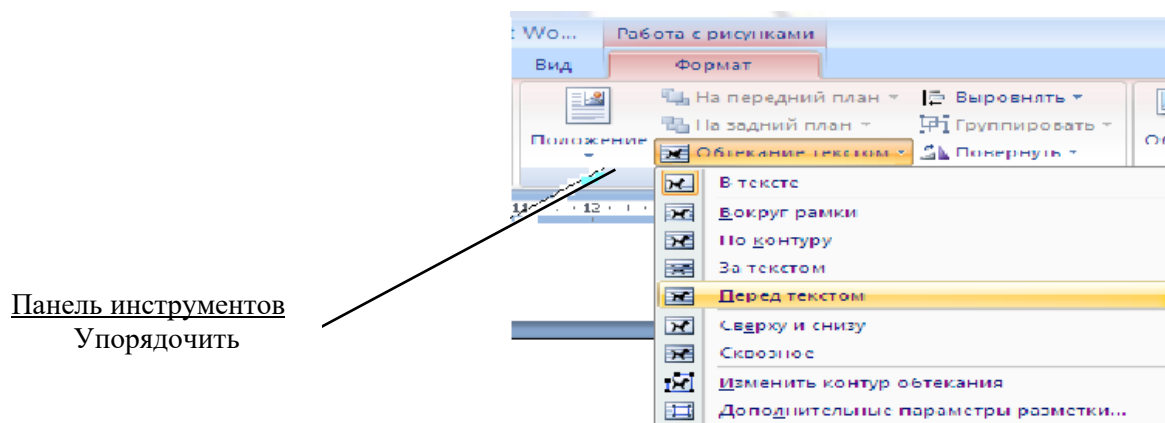 t Wo... Работа с рисунками
Вид Формат
На передний план Выровнять
На задний план Группировать
Положение
Обтекание текстом Повернуть
В тексте
11 12
Вокруг рамки
По контуру
За текстом
Панель инструментов
Перед текстом
Упорядочить
Сверху и снизу
Сквозное
Изменить контур обтекания
Дополнительные параметры разметки...